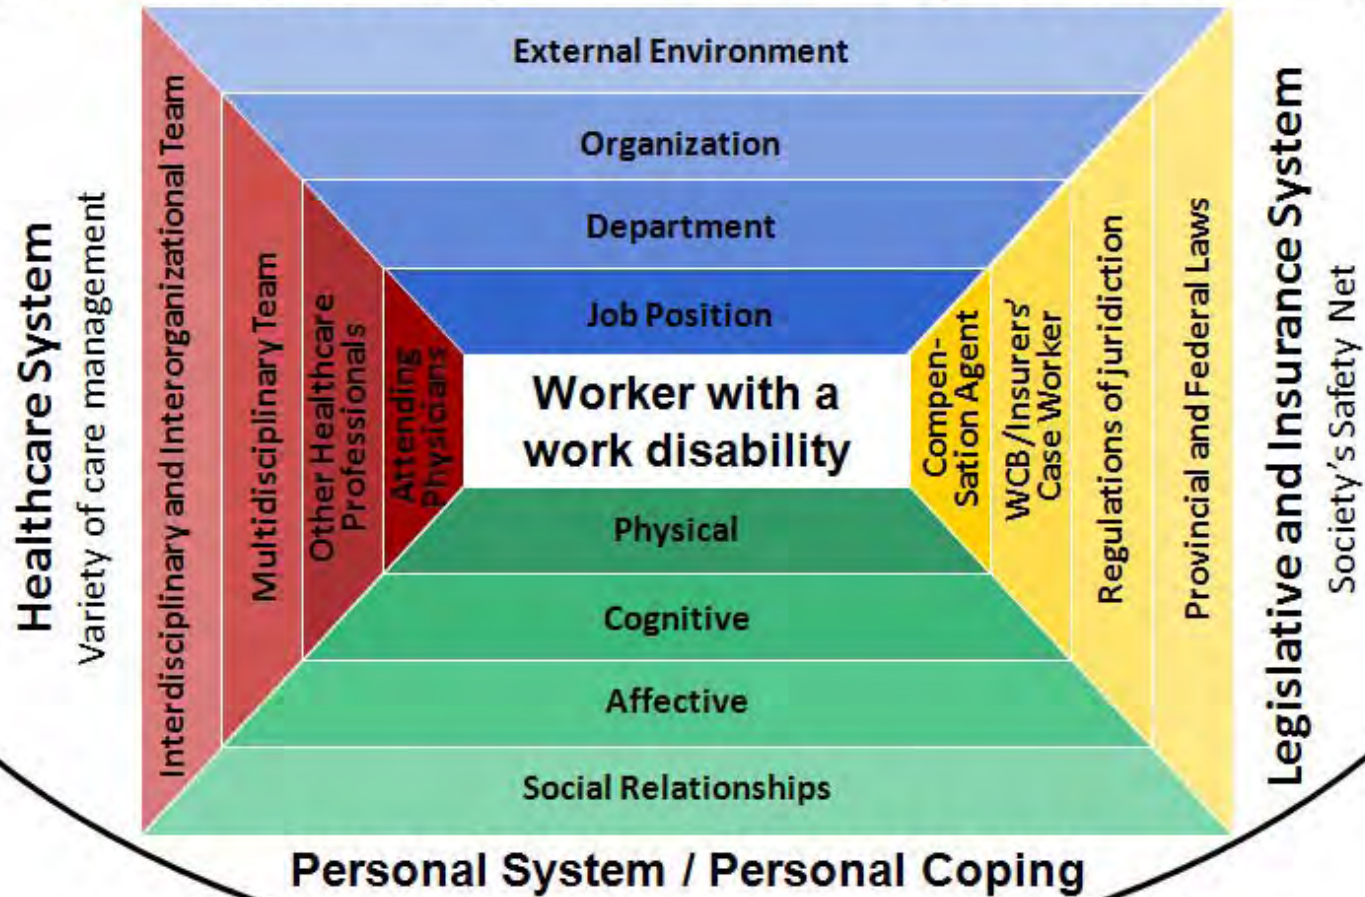 External Environment
Organization
Department
Job Position
Healthcare System
Variety of care management
Interdisciplinary and Interorganizational Team
Multidisciplinary Team
Other Healthcare
Professionals
Attending
Physicians
Worker with a
work disability
Compen-
Sation Agent
WCB/Insurers'
Case Worker
Regulations of juridiction
Provincial and Federal Laws
Legislative and Insurance System
Society's Safety Net
Physical
Cognitive
Affective
Social Relationships
Personal System / Personal Coping